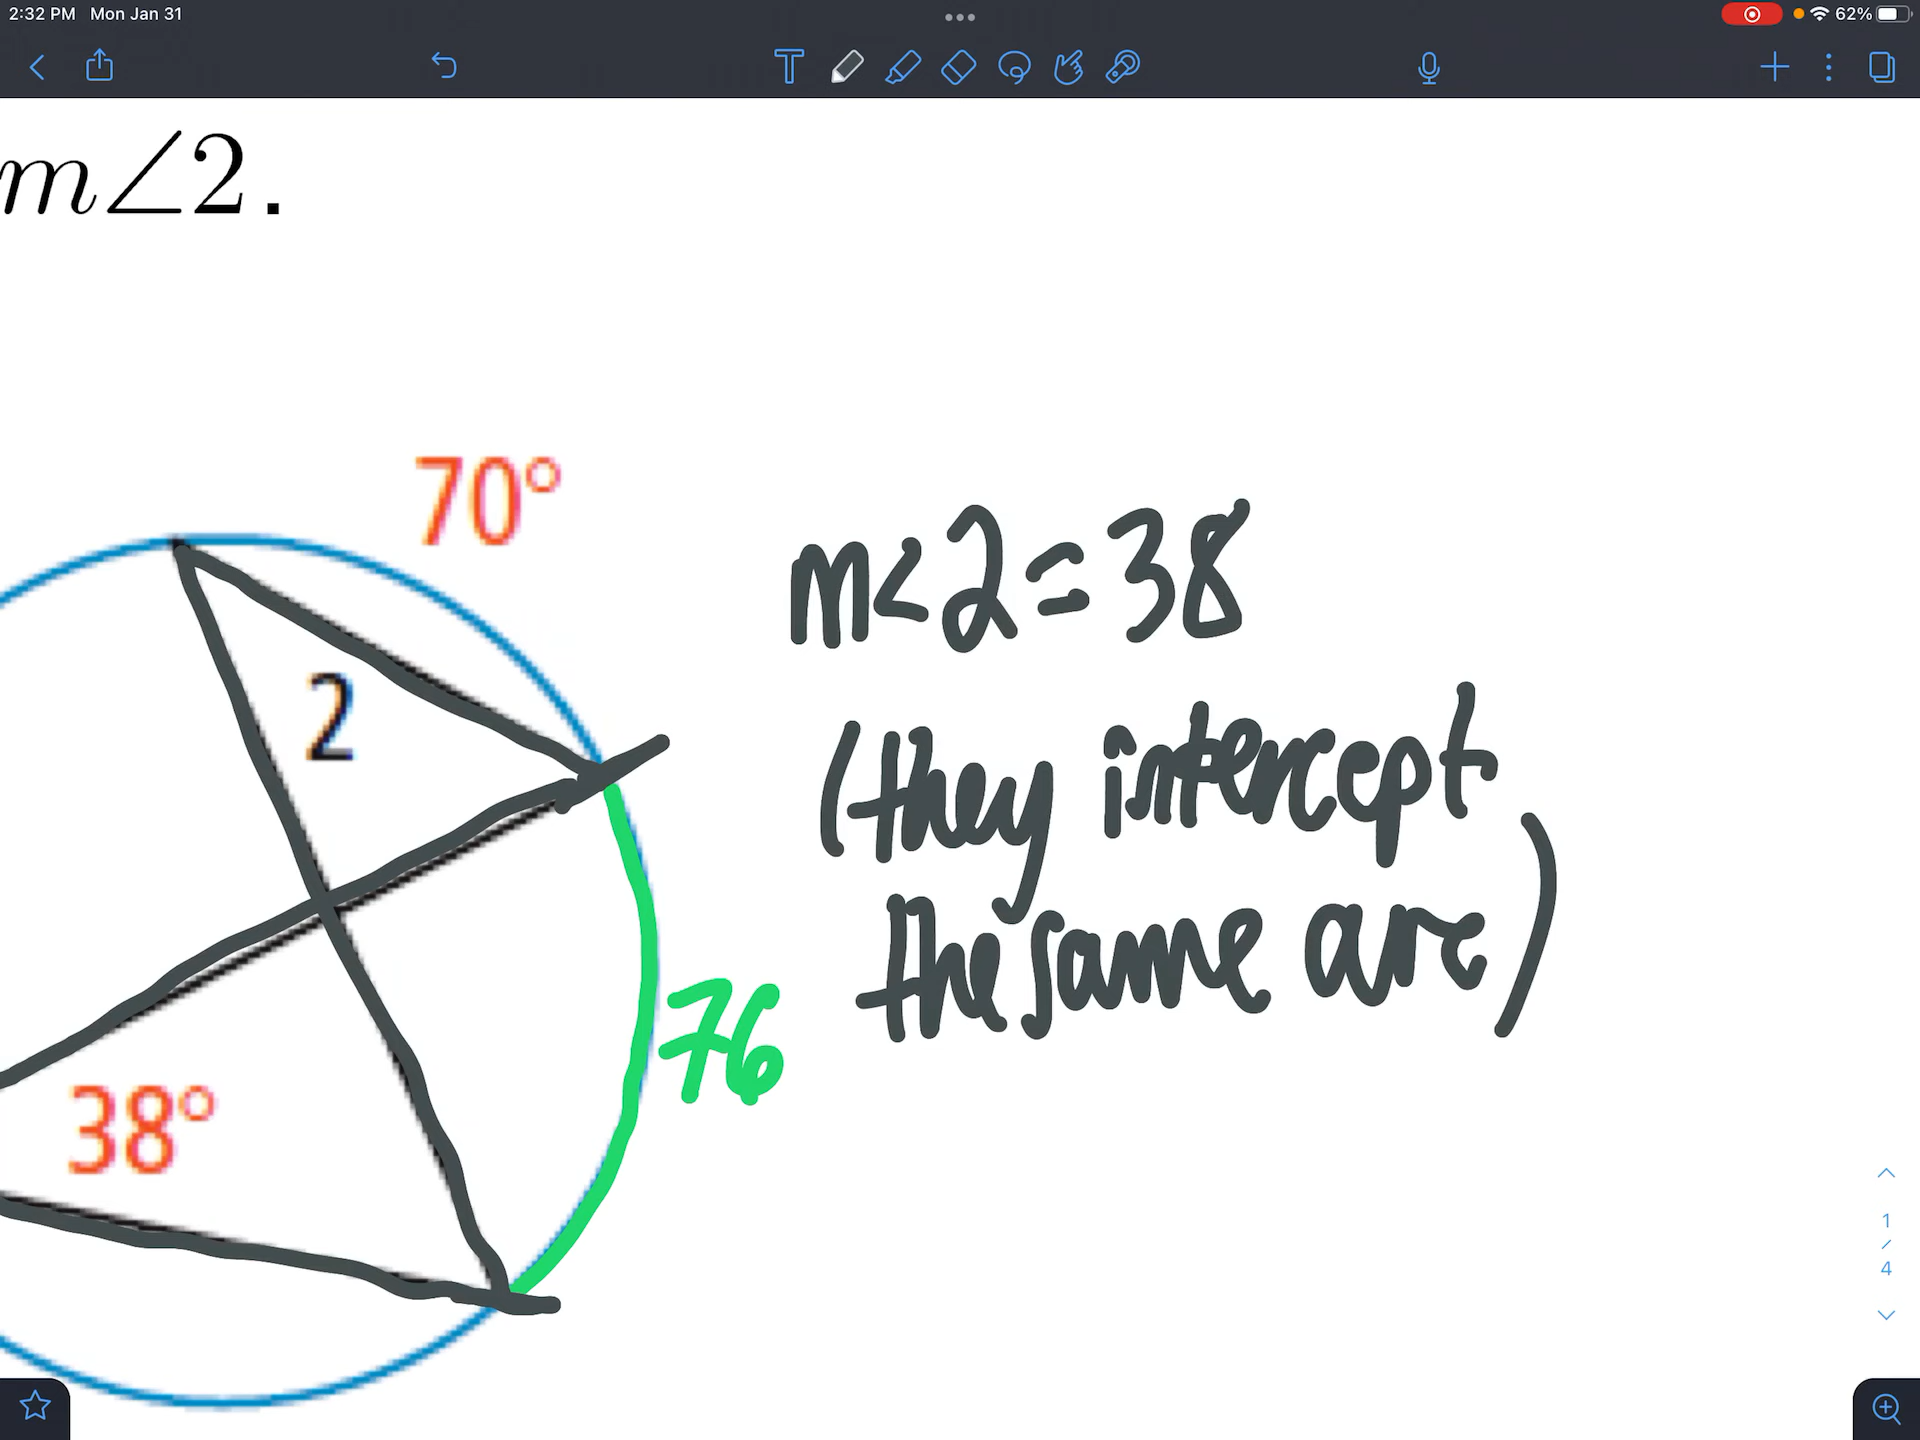 2:32 PM Mon Jan 31
62%
m∠2.
70°
2
38°
76
m<2=38
(they intercept
the same arc)
1
/
4